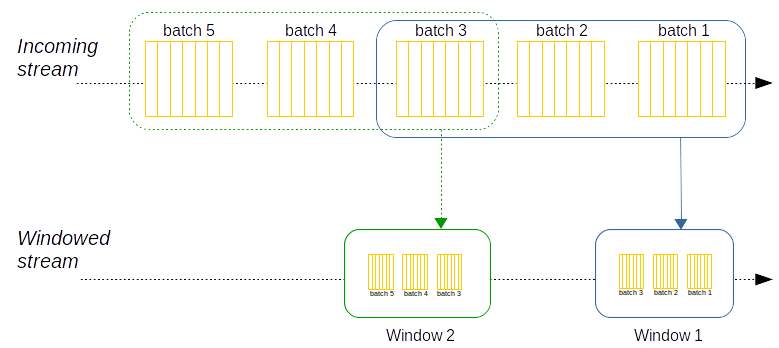 batch 5 batch 4 batch 3 batch 2 batch 1
Incoming
stream
Windowed
stream
batch 5 batch 4 batch 3
batch 3 batch 2 batch 1
Window 2
Window 1